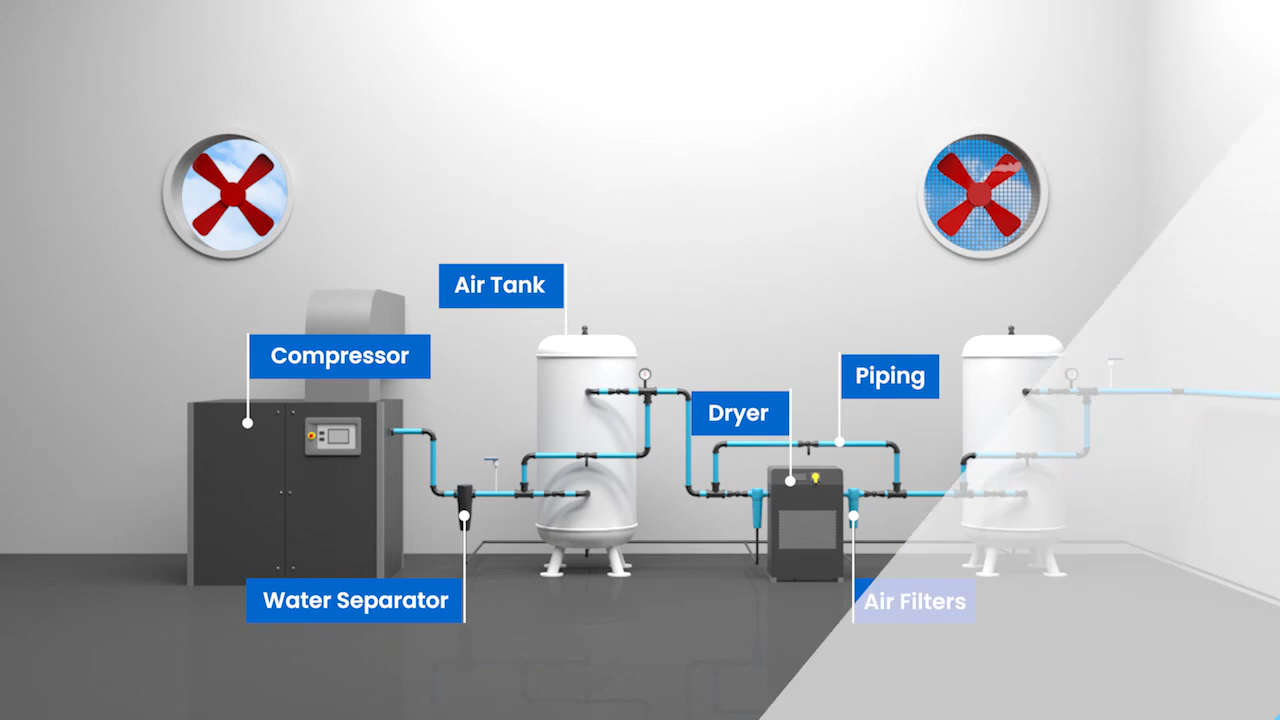 Air Tank
Compressor
Piping
Dryer
Water Separator
Air Filters